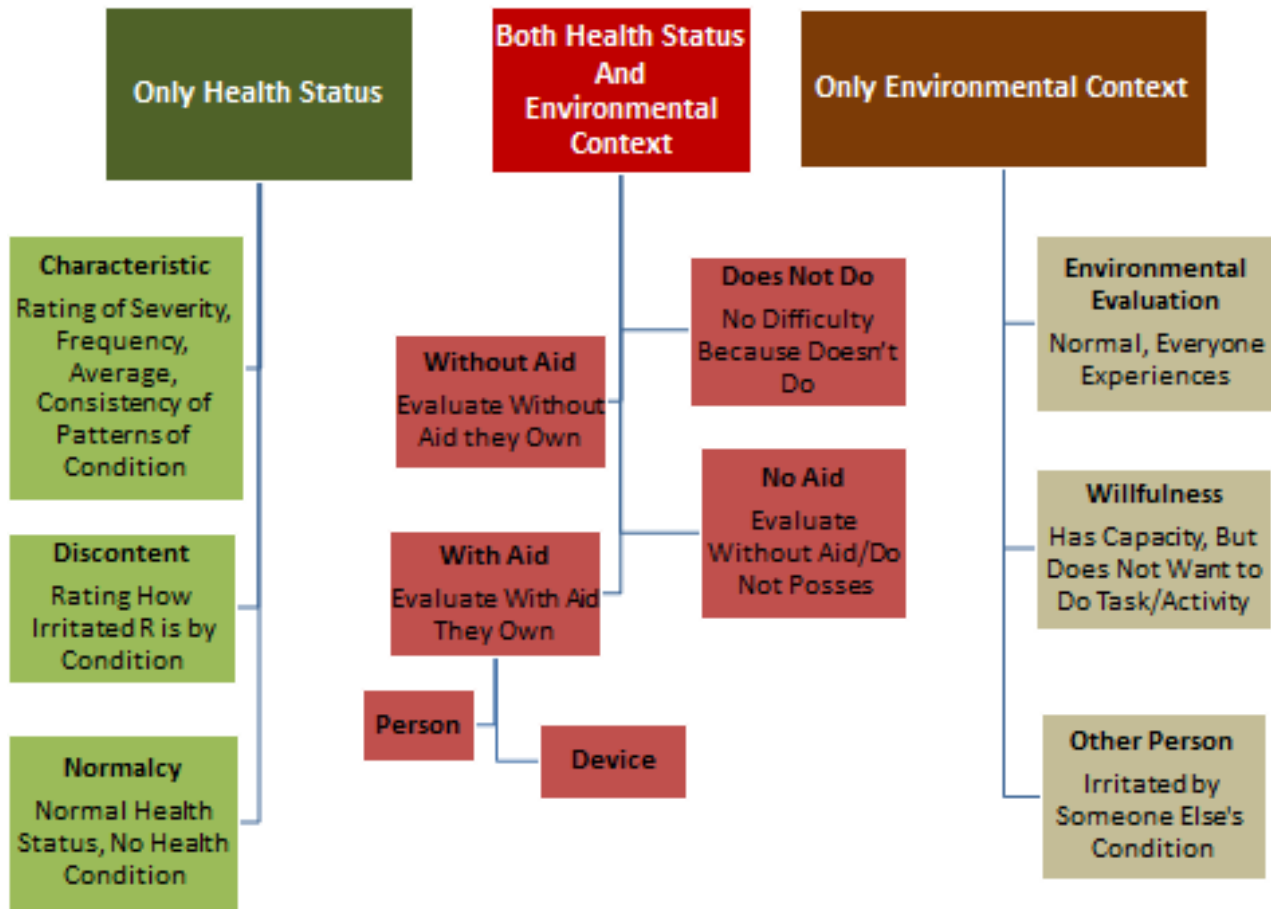 Only Health Status
Characteristic
Rating of Severity,
Frequency,
Average,
Consistency of
Patterns of
Condition
Discontent
Rating How
Irritated R is by
Condition
Normalcy
Normal Health
Status, No Health
Condition
Both Health Status
And
Environmental
Context
Does Not Do
No Difficulty
Because Doesn't
Do
Without Aid
Evaluate Without
Aid they Own
No Aid
Evaluate
Without Aid/Do
Not Posses
With Aid
Evaluate With Aid
They Own
Person
Device
Only Environmental Context
Environmental
Evaluation
Normal, Everyone
Experiences
Willfulness
Has Capacity, But
Does Not Want to
Do Task/Activity
Other Person
Irritated by
Someone Else's
Condition